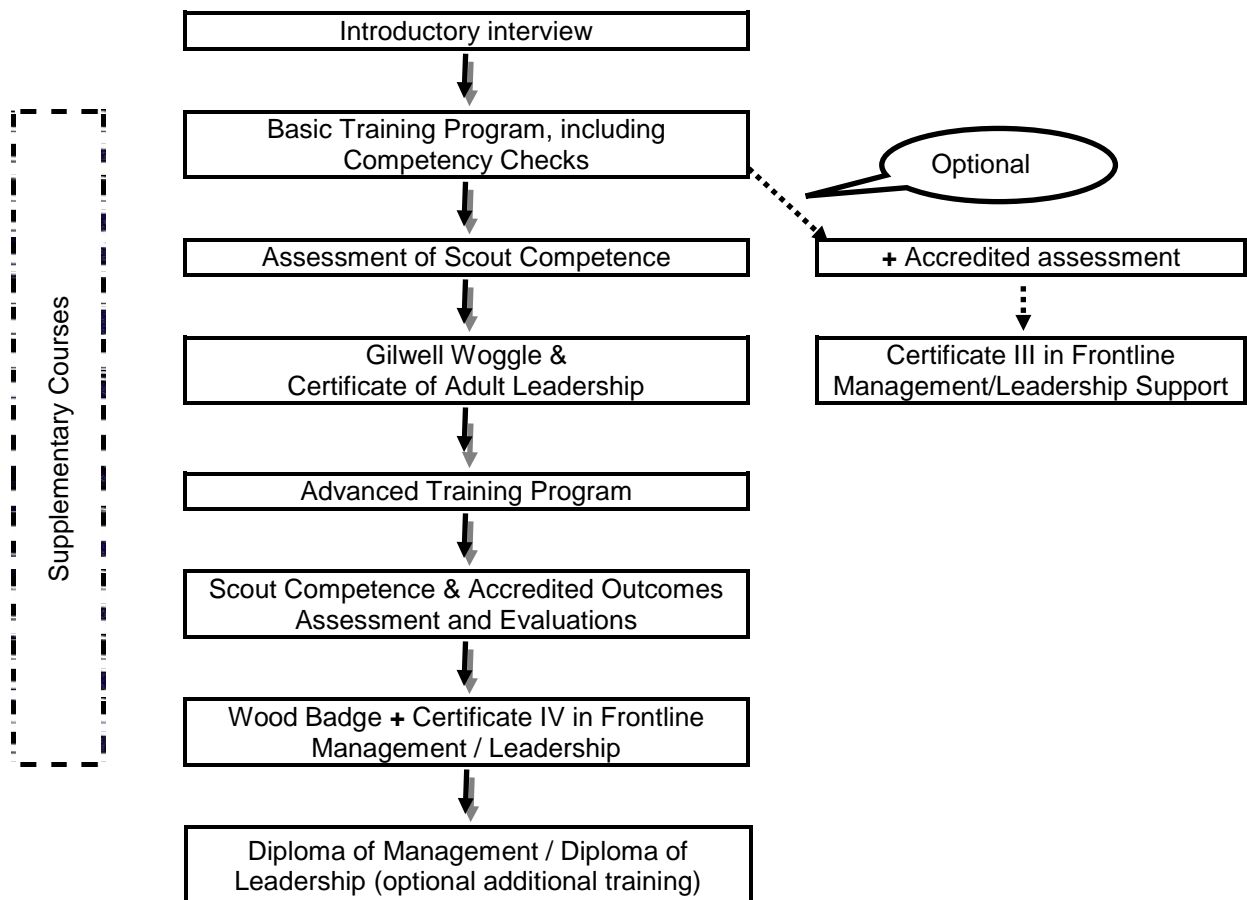 Introductory interview
Basic Training Program, including
Competency Checks
Optional
Assessment of Scout Competence
+ Accredited assessment
Supplementary Courses
Gilwell Woggle &
Certificate of Adult Leadership
Certificate III in Frontline
Management/Leadership Support
Advanced Training Program
Scout Competence & Accredited Outcomes
Assessment and Evaluations
Wood Badge + Certificate IV in Frontline
Management / Leadership
Diploma of Management / Diploma of
Leadership (optional additional training)